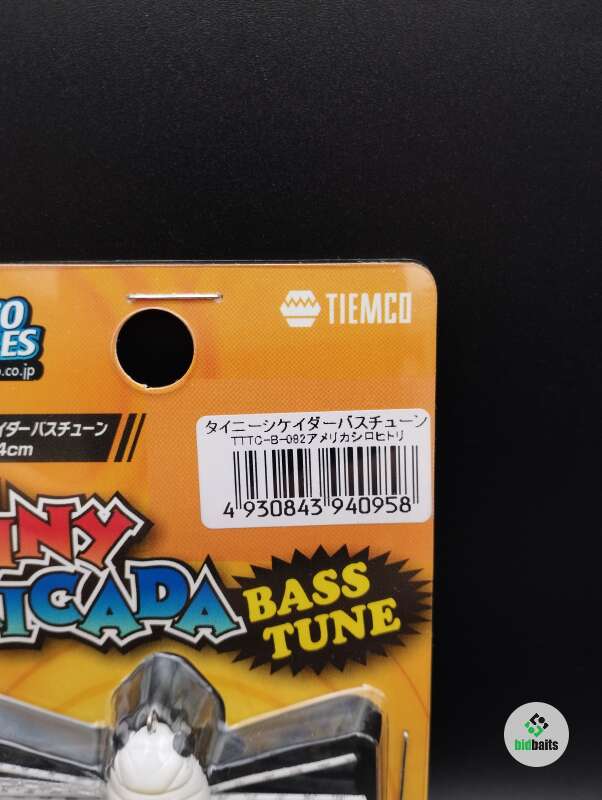 TIEMCO
.co.jp
タイニーシケイダーバスチューン
TTTC-B-082アメリカシロヒトリ
4 930843 940958
イダーバスチューン
4cm
INY
ICADA
BASS
TUNE
bidbaits